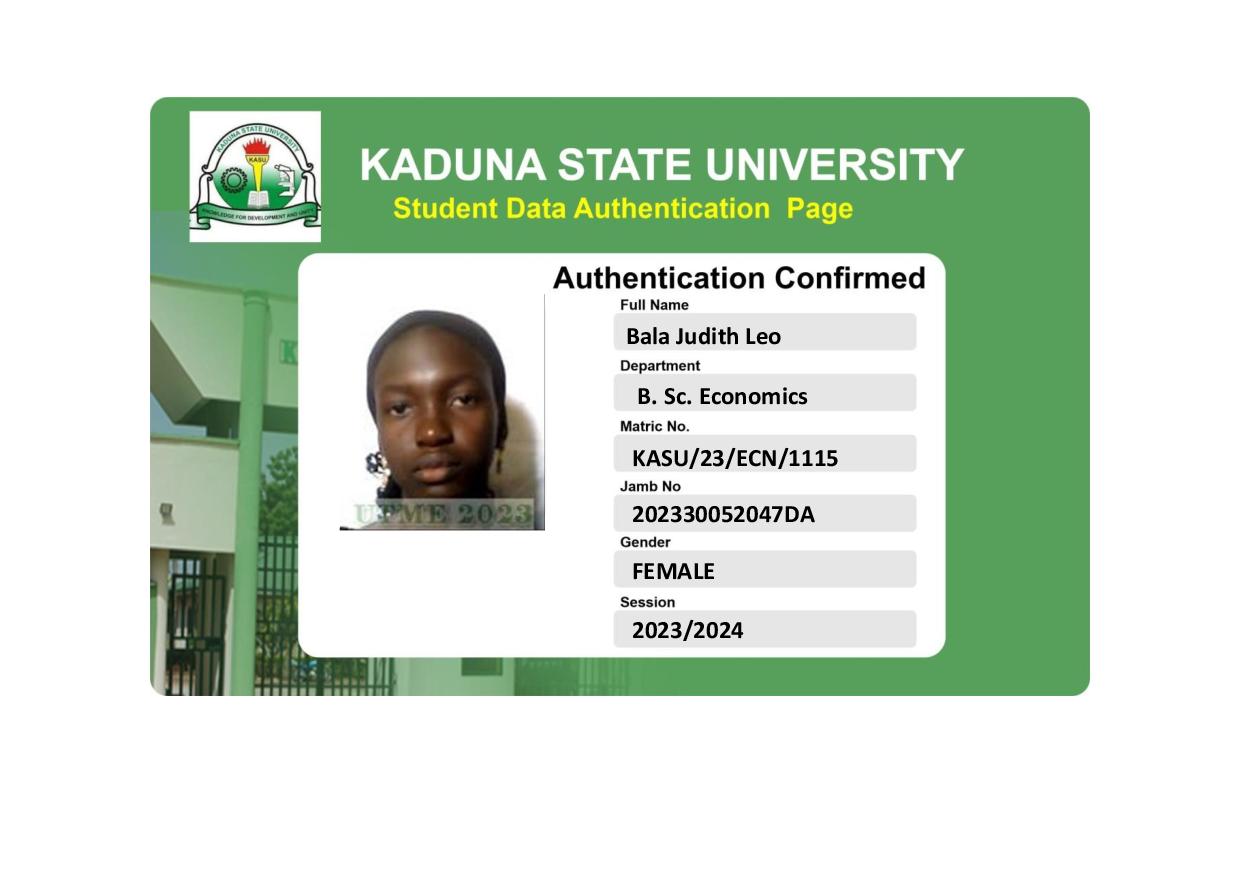 KADUNA STATE UNIVERSITY
KASU
KNOWLEDGE FOR DEVELOPMENT AND UNITY
KADUNA STATE UNIVERSITY
Student Data Authentication Page
Authentication Confirmed
Full Name
Bala Judith Leo
Department
B. Sc. Economics
Matric No.
KASU/23/ECN/1115
Jamb No
202330052047DA
Gender
FEMALE
Session
2023/2024
UTME 2023
K